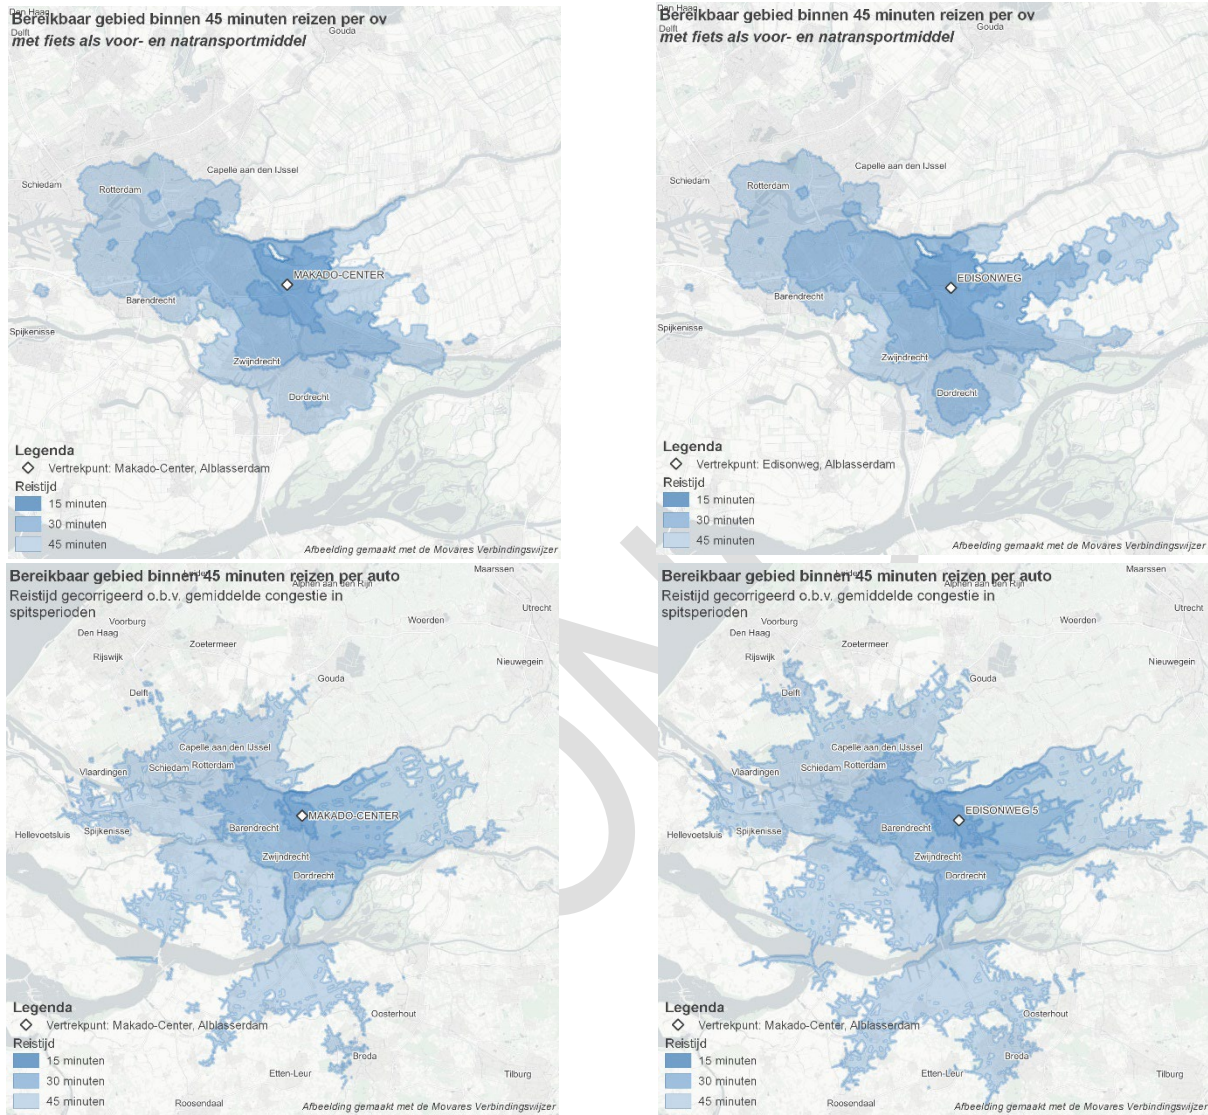 Den Haag
Bereikbaar gebied binnen 45 minuten reizen per ov
Delft
met fiets als voor- en natransportmiddel
Gouda
Capelle aan den IJssel
Schiedam
Rotterdam
MAKADO-CENTER
Barendrecht
Spijkenisse
Zwijndrecht
Dordrecht
Legenda
Vertrekpunt: Makado-Center, Alblasserdam
Reistijd
15 minuten
30 minuten
45 minuten
Afbeelding gemaakt met de Movares Verbindingswijzer
Den Haag
Bereikbaar gebied binnen 45 minuten reizen per ov
Delft
met fiets als voor- en natransportmiddel
Gouda
Capelle aan den IJssel
Schiedam
Rotterdam
EDISONWEG
Barendrecht
Spijkenisse
Zwijndrecht
Dordrecht
Legenda
Vertrekpunt: Edisonweg, Alblasserdam
Reistijd
15 minuten
30 minuten
45 minuten
Afbeelding gemaakt met de Movares Verbindingswijzer
Maarssen
Bereikbaar gebied binnen 45 minuten reizen per auto
Alphen aan den Rijn
Reistijd gecorrigeerd o.b.v. gemiddelde congestie in
spitsperioden
Utrecht
Voorburg
Woerden
Den Haag
Zoetermeer
Rijswijk
Nieuwegein
Gouda
Delft
Capelle aan den IJssel
Schiedam
Rotterdam
Vlaardingen
MAKADO-CENTER
Barendrecht
Hellevoetsluis
Spijkenisse
Zwijndrecht
Dordrecht
Legenda
Vertrekpunt: Makado-Center, Alblasserdam
Oosterhout
Reistijd
Breda
15 minuten
Etten-Leur
Tilburg
30 minuten
45 minuten
Roosendaal
Afbeelding gemaakt met de Movares Verbindingswijzer
Maarssen
Bereikbaar gebied binnen 45 minuten reizen per auto
Alphen aan den Rijn
Reistijd gecorrigeerd o.b.v. gemiddelde congestie in
spitsperioden
Utrecht
Voorburg
Woerden
Den Haag
Zoetermeer
Rijswijk
Nieuwegein
Gouda
Delft
Capelle aan den IJssel
Schiedam
Rotterdam
Vlaardingen
EDISONWEG 5
Barendrecht
Hellevoetsluis
Spijkenisse
Zwijndrecht
Dordrecht
Legenda
Vertrekpunt: Makado-Center, Alblasserdam
Oosterhout
Reistijd
Breda
15 minuten
Etten-Leur
Tilburg
30 minuten
45 minuten
Roosendaal
Afbeelding gemaakt met de Movares Verbindingswijzer